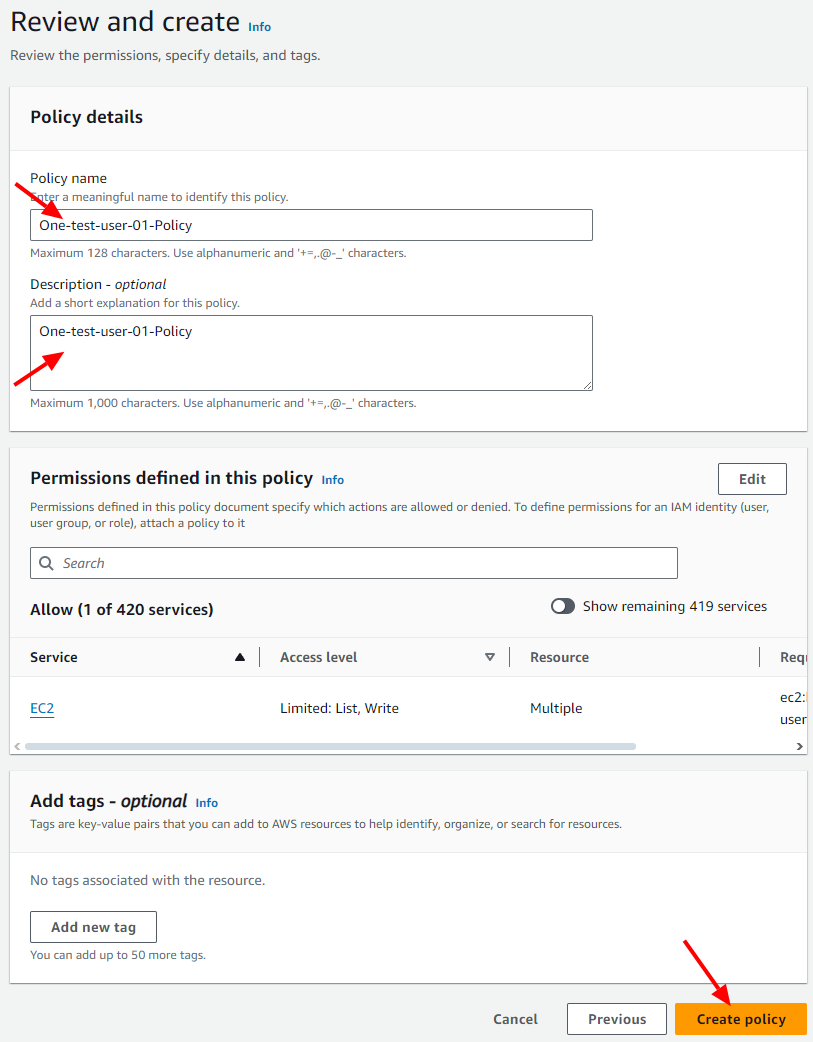 Review and create Info
Review the permissions, specify details, and tags.
Policy details
Policy name
Enter a meaningful name to identify this policy.
One-test-user-01-Policy
Maximum 128 characters. Use alphanumeric and '+=,.@-_' characters.
Description - optional
Add a short explanation for this policy.
One-test-user-01-Policy
Maximum 1,000 characters. Use alphanumeric and '+=,.@-_' characters.
Permissions defined in this policy Info
Edit
Permissions defined in this policy document specify which actions are allowed or denied. To define permissions for an IAM identity (user,
user group, or role), attach a policy to it
Search
Allow (1 of 420 services)
Show remaining 419 services
Service Access level Resource
EC2 Limited: List, Write Multiple
user
Add tags - optional Info
Tags are key-value pairs that you can add to AWS resources to help identify, organize, or search for resources.
No tags associated with the resource.
Add new tag
You can add up to 50 more tags.
Cancel Previous Create policy